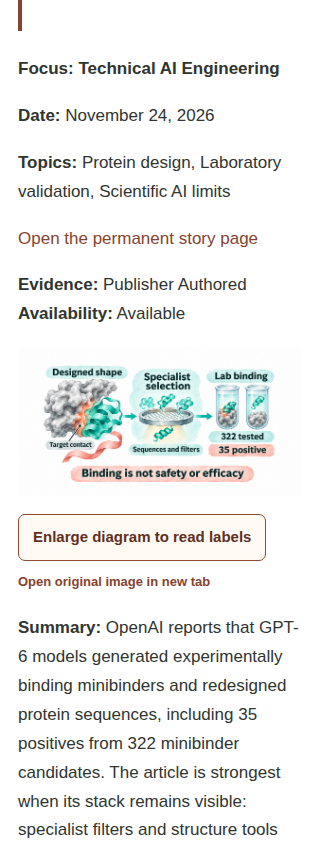 Focus: Technical AI Engineering
Date: November 24, 2026
Topics: Protein design, Laboratory
validation, Scientific AI limits
Open the permanent story page
Evidence: Publisher Authored
Availability: Available
Designed shape
Target contact
Specialist
selection
Sequences and filters
Lab binding
322 tested
35 positive
Binding is not safety or efficacy
Enlarge diagram to read labels
Open original image in new tab
Summary: OpenAI reports that GPT-
6 models generated experimentally
binding minibinders and redesigned
protein sequences, including 35
positives from 322 minibinder
candidates. The article is strongest
when its stack remains visible:
specialist filters and structure tools